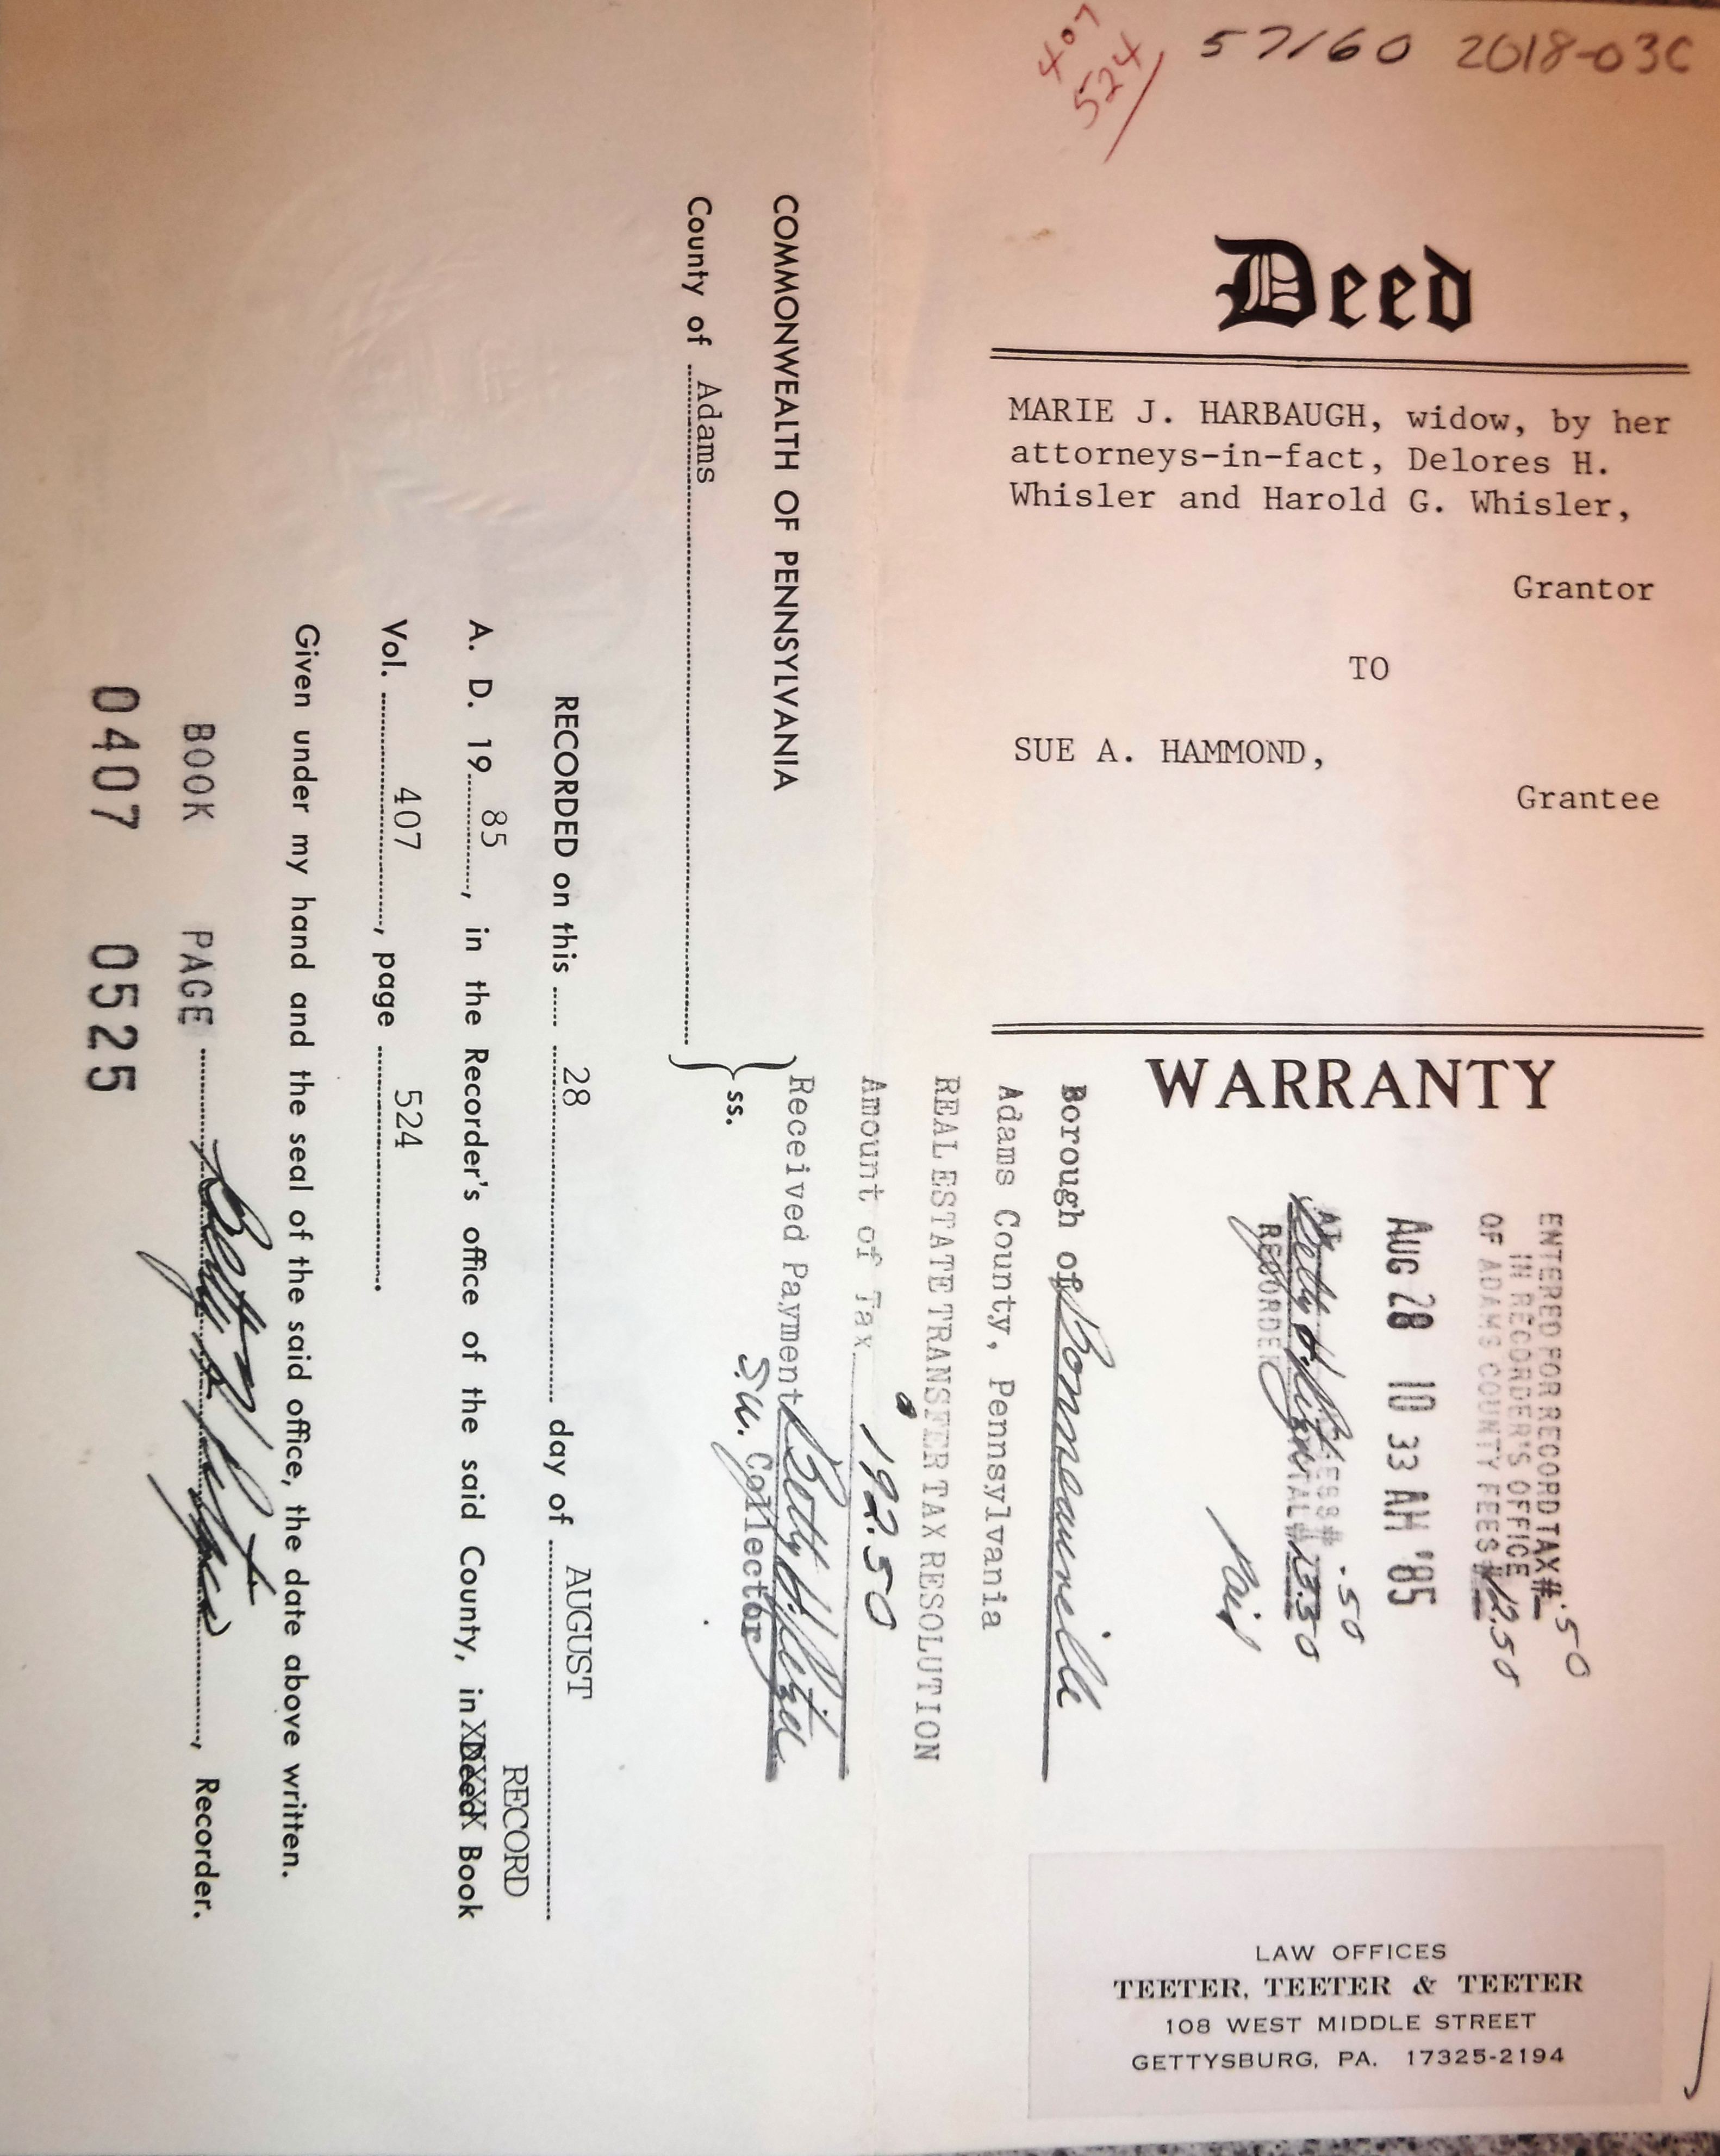 407
524
57160 2018-03C
Deed
MARIE J. HARBAUGH, widow, by her
attorneys-in-fact, Delores H.
Whisler and Harold G. Whisler,
Grantor
TO
SUE A. HAMMOND,
Grantee
WARRANTY
ENTERED FOR RECORD TAX # .50
IN RECORDER'S OFFICE
OF ADAMS COUNTY FEES # 12.50
AUG 28 10 33 AM '85
# .50
# 13.50
RECORDER
Paid
Borough of Bonneauville
Adams County, Pennsylvania
REAL ESTATE TRANSFER TAX RESOLUTION
Amount of Tax 192.50
Received Payment Betty H.
Collector
LAW OFFICES
TEETER, TEETER & TEETER
108 WEST MIDDLE STREET
GETTYSBURG, PA. 17325-2194
COMMONWEALTH OF PENNSYLVANIA
County of Adams ss.
RECORDED on this 28 day of AUGUST
RECORD
A. D. 19 85, in the Recorder's office of the said County, in Deed Book
Vol. 407, page 524.
Given under my hand and the seal of the said office, the date above written.
BOOK PAGE Betty H., Recorder.
0407 0525